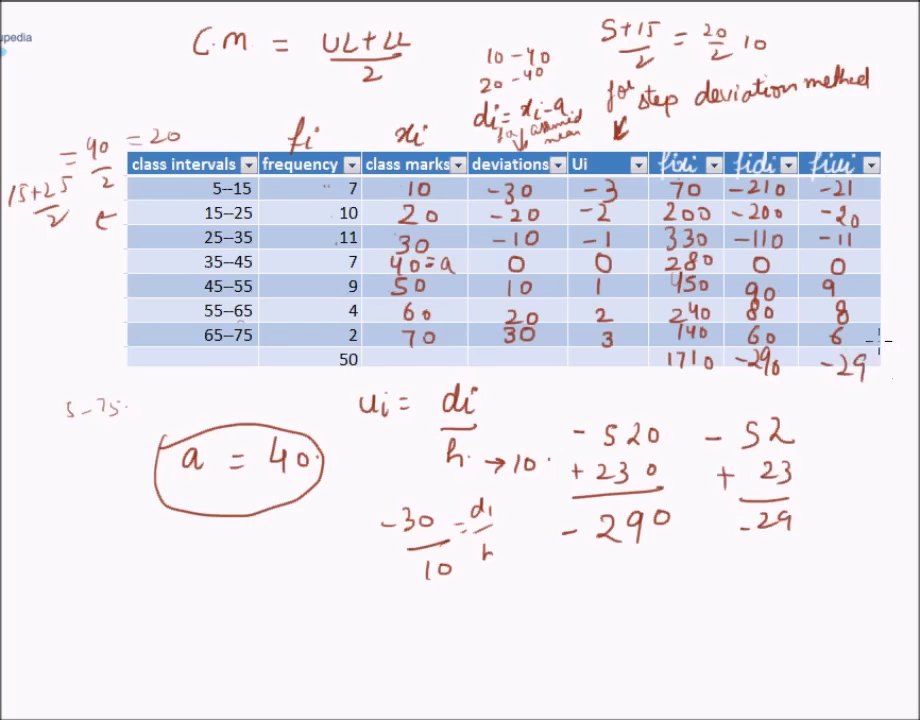 upedia
C.M = UL+LL / 2
5+15 / 2 = 20 / 2 10
10-40
20-40
di = xi-a
for step deviation method
assumed mean
15+25 / 2 = 40 / 2 = 20
fi xi
class intervals frequency class marks deviations Ui fixi fidi fiui
5–15 7 10 -30 -3 70 -210 -21
15–25 10 20 -20 -2 200 -200 -20
25–35 11 30 -10 -1 330 -110 -11
35–45 7 40=a 0 0 280 0 0
45–55 9 50 10 1 450 90 9
55–65 4 60 20 2 240 80 8
65–75 2 70 30 3 140 60 6
50 1710 -290 -29
5-75.
ui = di / h → 10.
a = 40.
-30 / 10 = di / h
- 520
+ 230
- 290
- 52
+ 23
- 29